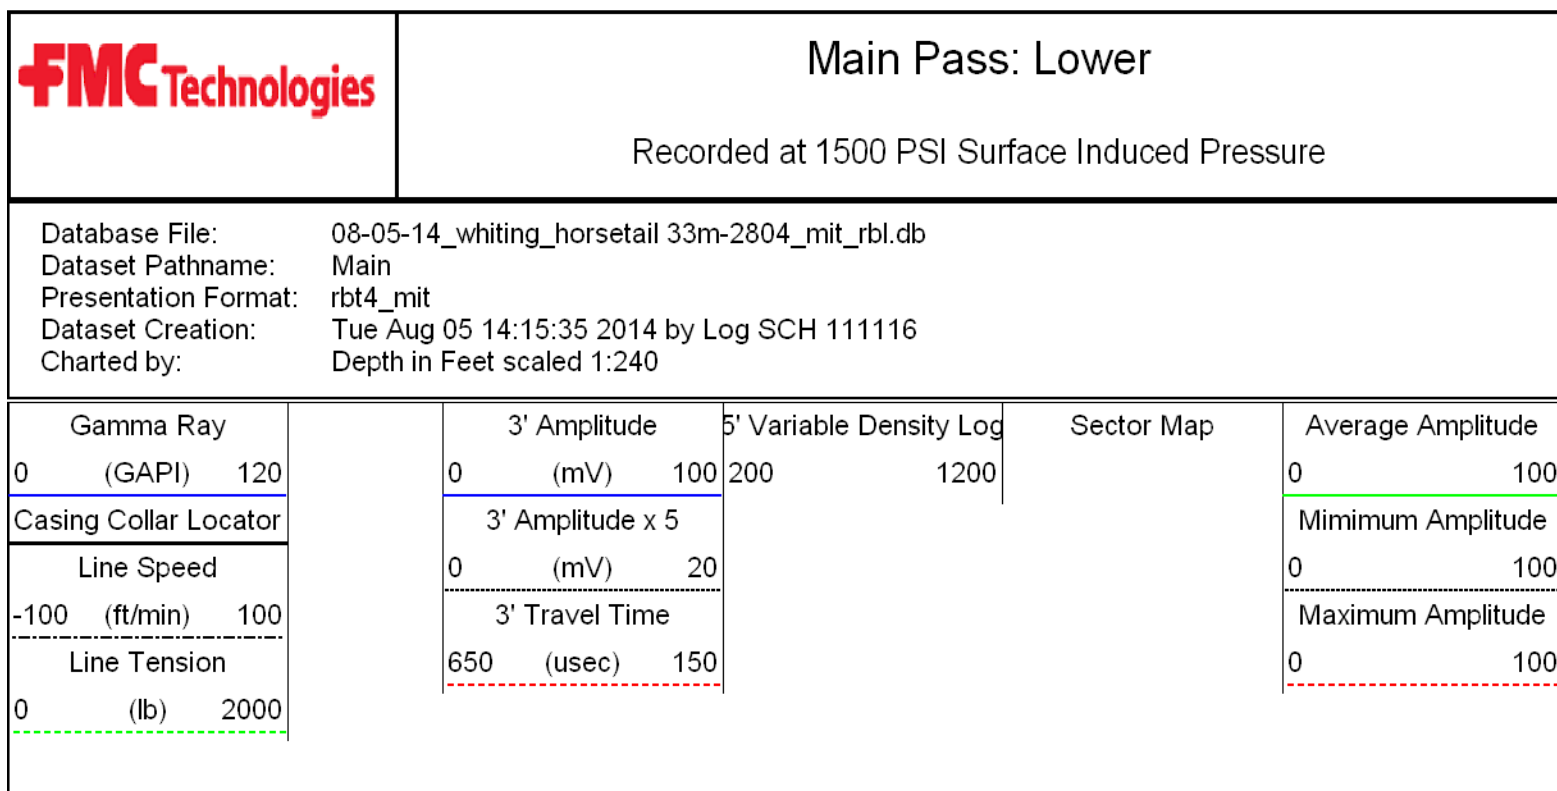 FMC Technologies
Main Pass: Lower
Recorded at 1500 PSI Surface Induced Pressure
Database File: 08-05-14_whiting_horsetail 33m-2804_mit_rbl.db
Dataset Pathname: Main
Presentation Format: rbt4_mit
Dataset Creation: Tue Aug 05 14:15:35 2014 by Log SCH 111116
Charted by: Depth in Feet scaled 1:240
Gamma Ray
0 (GAPI) 120
Casing Collar Locator
Line Speed
-100 (ft/min) 100
Line Tension
0 (lb) 2000
3' Amplitude
0 (mV) 100
3' Amplitude x 5
0 (mV) 20
3' Travel Time
650 (usec) 150
5' Variable Density Log
200 1200
Sector Map
Average Amplitude
0 100
Mimimum Amplitude
0 100
Maximum Amplitude
0 100